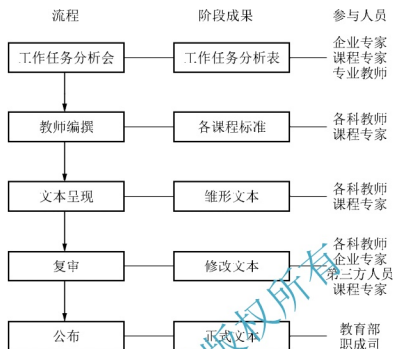 流程 阶段成果 参与人员
工作任务分析会 工作任务分析表 企业专家
课程专家
专业教师
教师编撰 各课程标准 各科教师
课程专家
文本呈现 雏形文本 各科教师
课程专家
复审 修改文本 各科教师
企业专家
第三方人员
课程专家
公布 正式文本 教育部
职成司
版权所有